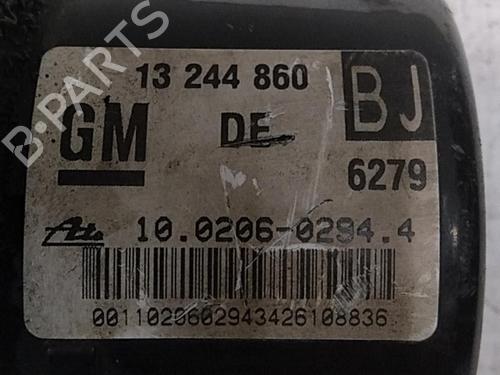 13 244 860
BJ
GM
DE
6279
Ate
10.0206-0294.4
0011020602943426108836
B-PARTS